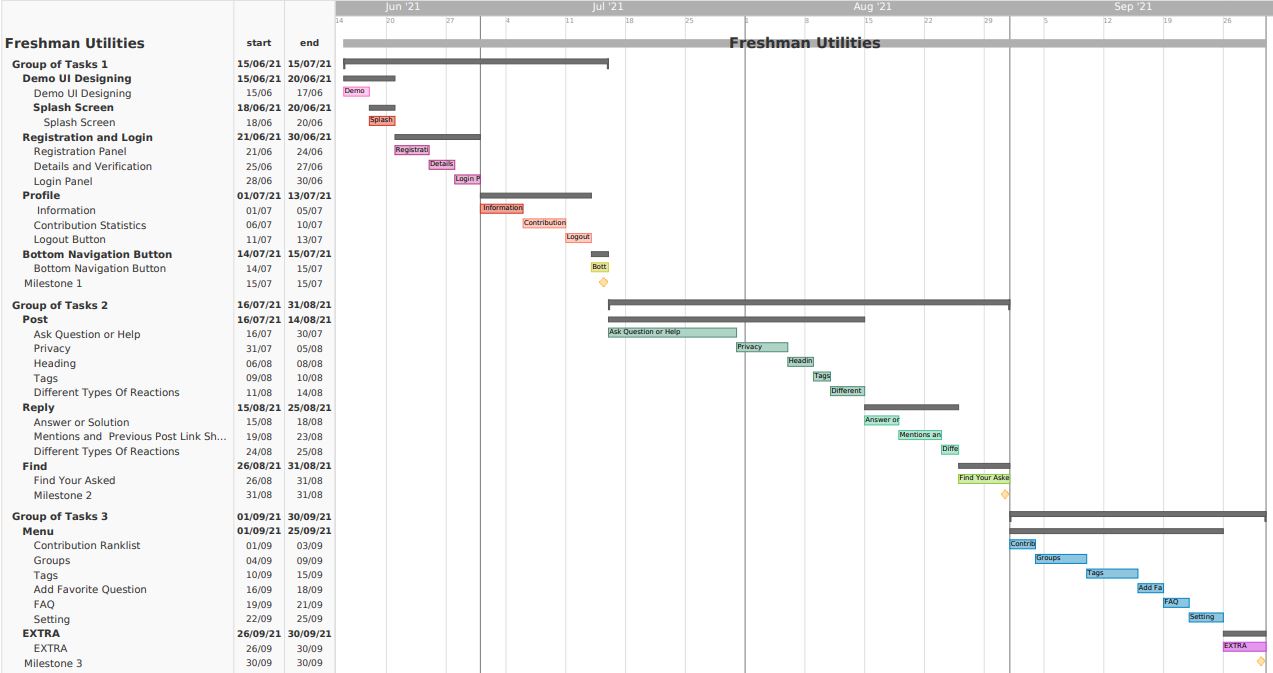 Jun '21 Jul '21 Aug '21 Sep '21
14 20 27 4 11 18 25 1 8 15 22 29 5 12 19 26
Freshman Utilities start end Freshman Utilities
Group of Tasks 1 15/06/21 15/07/21
Demo UI Designing 15/06/21 20/06/21
Demo UI Designing 15/06 17/06 Demo
Splash Screen 18/06/21 20/06/21
Splash Screen 18/06 20/06 Splash
Registration and Login 21/06/21 30/06/21
Registration Panel 21/06 24/06 Registrati
Details and Verification 25/06 27/06 Details
Login Panel 28/06 30/06 Login P
Profile 01/07/21 13/07/21
Information 01/07 05/07 Information
Contribution Statistics 06/07 10/07 Contribution
Logout Button 11/07 13/07 Logout
Bottom Navigation Button 14/07/21 15/07/21
Bottom Navigation Button 14/07 15/07 Bott
Milestone 1 15/07 15/07
Group of Tasks 2 16/07/21 31/08/21
Post 16/07/21 14/08/21
Ask Question or Help 16/07 30/07 Ask Question or Help
Privacy 31/07 05/08 Privacy
Heading 06/08 08/08 Headin
Tags 09/08 10/08 Tags
Different Types Of Reactions 11/08 14/08 Different
Reply 15/08/21 25/08/21
Answer or Solution 15/08 18/08 Answer or
Mentions and Previous Post Link Sh... 19/08 23/08 Mentions an
Different Types Of Reactions 24/08 25/08 Diffe
Find 26/08/21 31/08/21
Find Your Asked 26/08 31/08 Find Your Aske
Milestone 2 31/08 31/08
Group of Tasks 3 01/09/21 30/09/21
Menu 01/09/21 25/09/21
Contribution Ranklist 01/09 03/09 Contrib
Groups 04/09 09/09 Groups
Tags 10/09 15/09 Tags
Add Favorite Question 16/09 18/09 Add Fa
FAQ 19/09 21/09 FAQ
Setting 22/09 25/09 Setting
EXTRA 26/09/21 30/09/21
EXTRA 26/09 30/09 EXTRA
Milestone 3 30/09 30/09